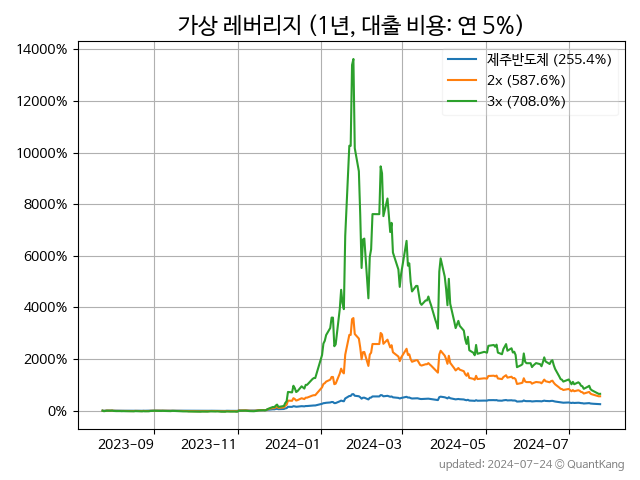 가상 레버리지 (1년, 대출 비용: 연 5%)
14000%
12000%
10000%
8000%
6000%
4000%
2000%
0%
제주반도체 (255.4%)
2x (587.6%)
3x (708.0%)
2023-09
2023-11
2024-01
2024-03
2024-05
2024-07
updated: 2024-07-24 © QuantKang